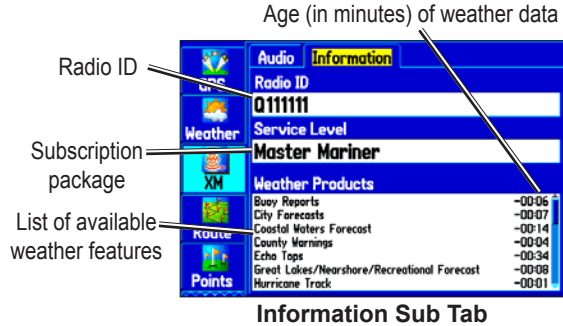 Age (in minutes) of weather data
Audio Information
Radio ID
GPS
Radio ID
Q111111
Weather
Service Level
Subscription package
Master Mariner
XM
Weather Products
List of available weather features
Buoy Reports -00:06
City Forecasts -00:07
Coastal Waters Forecast -00:14
County Warnings -00:04
Echo Tops -00:34
Great Lakes/Nearshore/Recreational Forecast -00:08
Hurricane Track -00:01
Route
Points
Information Sub Tab